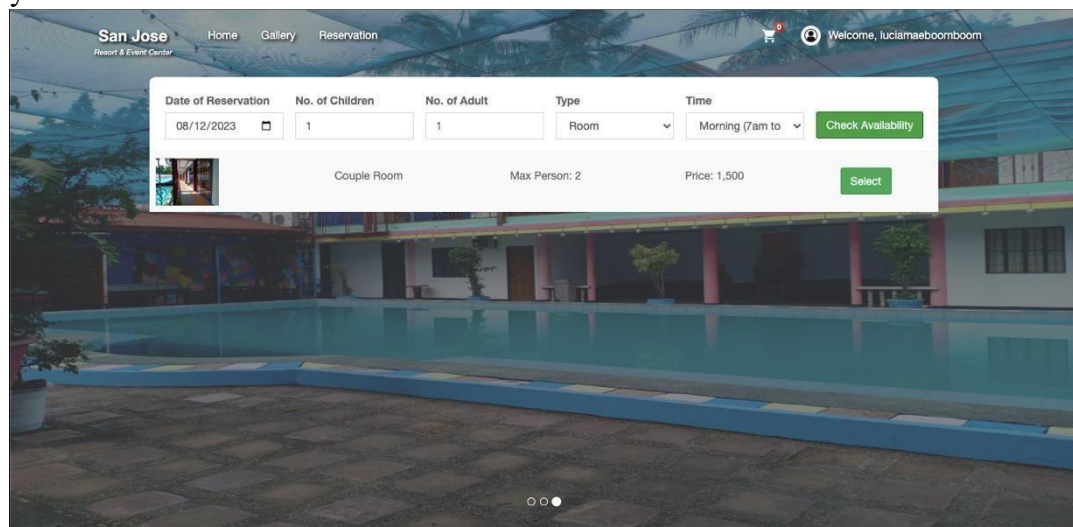 San Jose
Resort & Event Center
Home Gallery Reservation
0
Welcome, luciamaeboomboom
Date of Reservation No. of Children No. of Adult Type Time
08/12/2023 1 1 Room Morning (7am to Check Availability
Couple Room Max Person: 2 Price: 1,500 Select